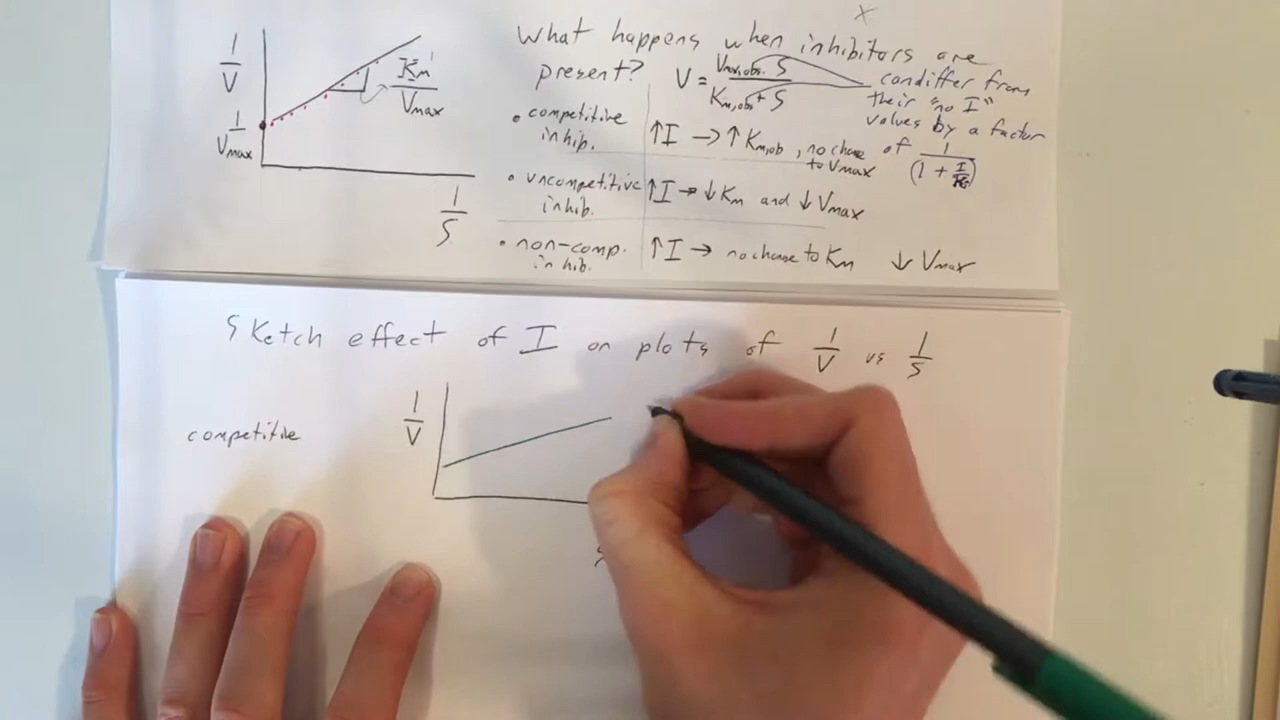 x
1/V
1/Vmax
Km'/Vmax
1/S
What happens when inhibitors are
present? V = Vmax,obs. S / Km,obs + S
can differ from
their "no I"
values by a factor
of 1/(1 + I/KI)
• competitive
inhib.
↑I → ↑ Km,ob, no change
to Vmax
• uncompetitive
inhib.
↑I → ↓ Km and ↓ Vmax
• non-comp.
inhib.
↑I → no change to Km ↓ Vmax
Sketch effect of I on plots of 1/V vs 1/S
competitive
1/V